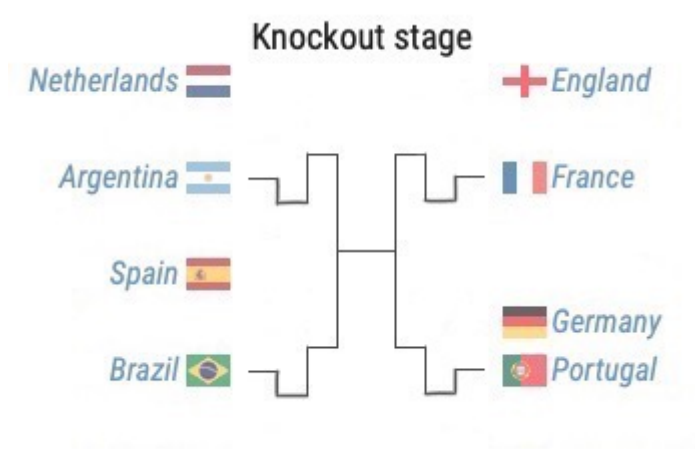 Knockout stage
Netherlands
England
Argentina
France
Spain
Germany
Brazil
Portugal